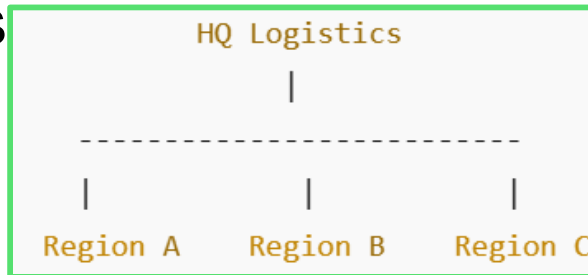 S
HQ Logistics
|
--------------------------
| | |
Region A Region B Region C